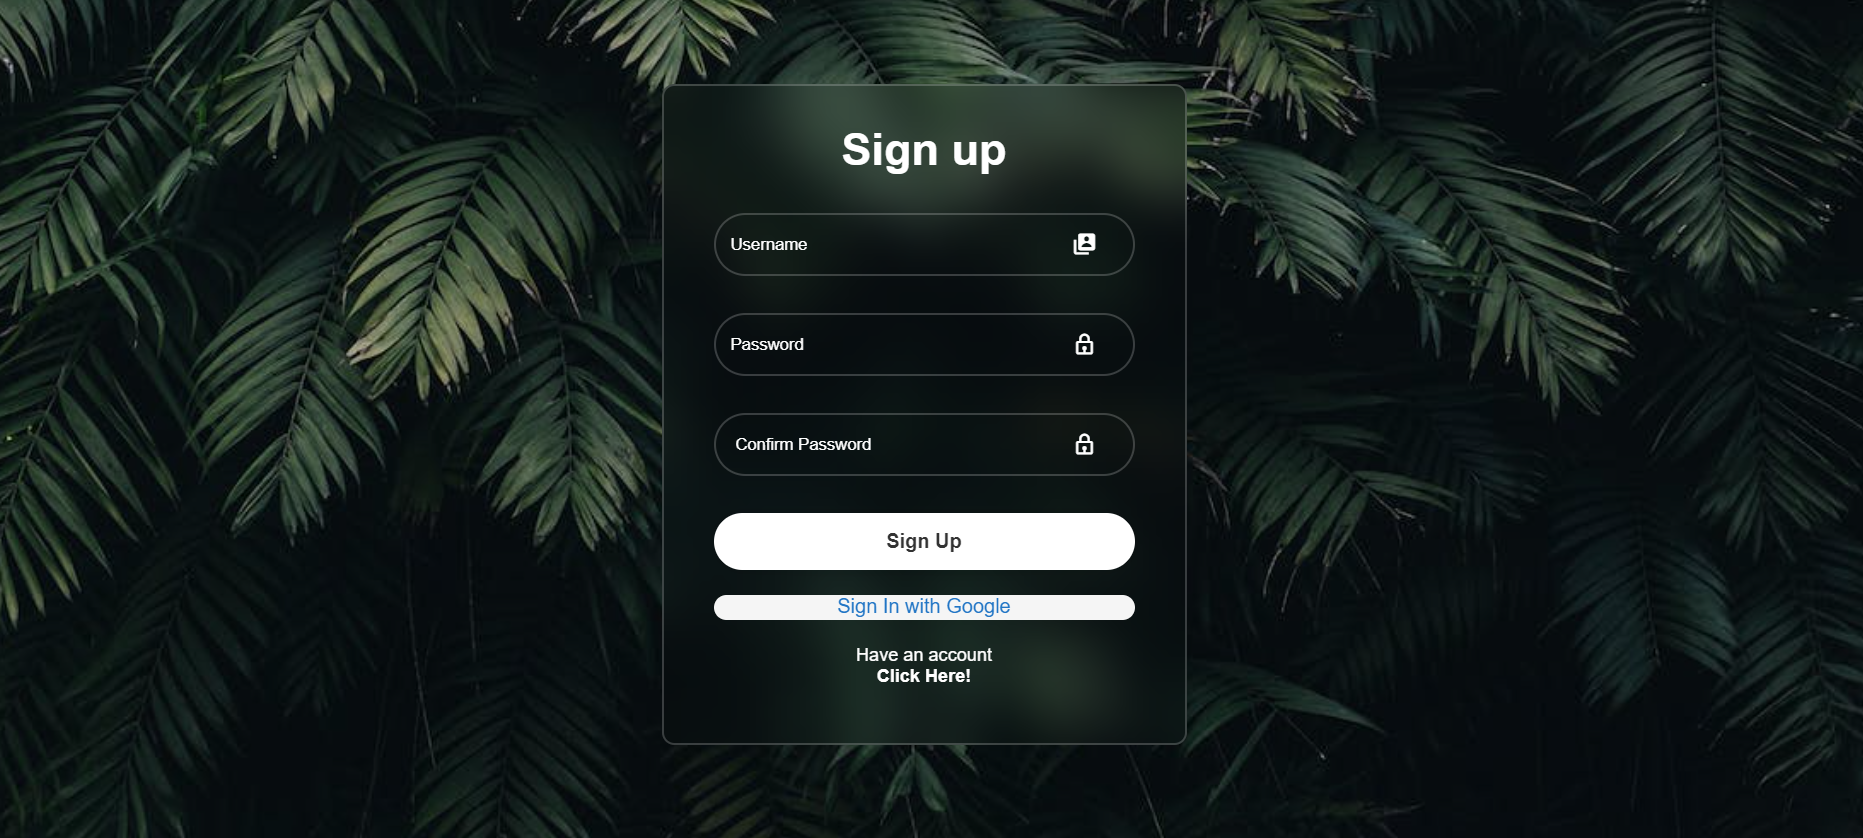 Sign up
Username
Password
Confirm Password
Sign Up
Sign In with Google
Have an account
Click Here!